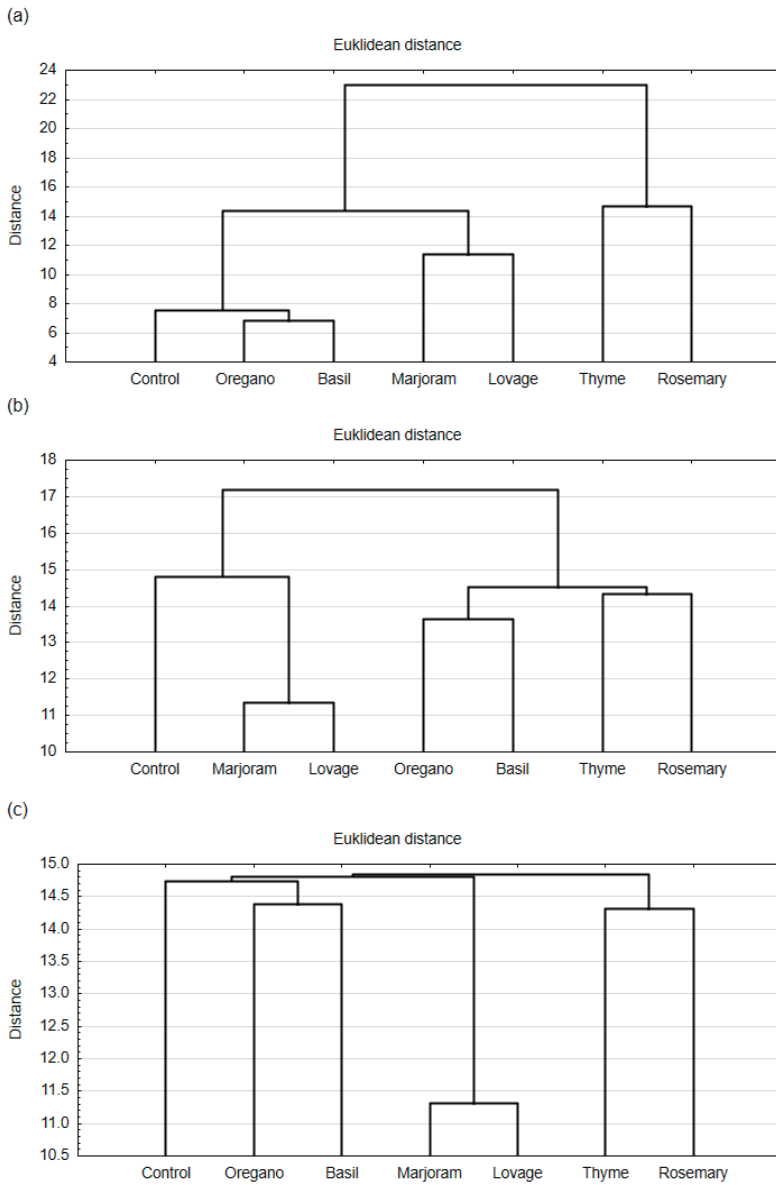 (a)
Euklidean distance
24
22
20
18
16
14
12
10
8
6
4
Distance
Control Oregano Basil Marjoram Lovage Thyme Rosemary
(b)
Euklidean distance
18
17
16
15
14
13
12
11
10
Distance
Control Marjoram Lovage Oregano Basil Thyme Rosemary
(c)
Euklidean distance
15.0
14.5
14.0
13.5
13.0
12.5
12.0
11.5
11.0
10.5
Distance
Control Oregano Basil Marjoram Lovage Thyme Rosemary